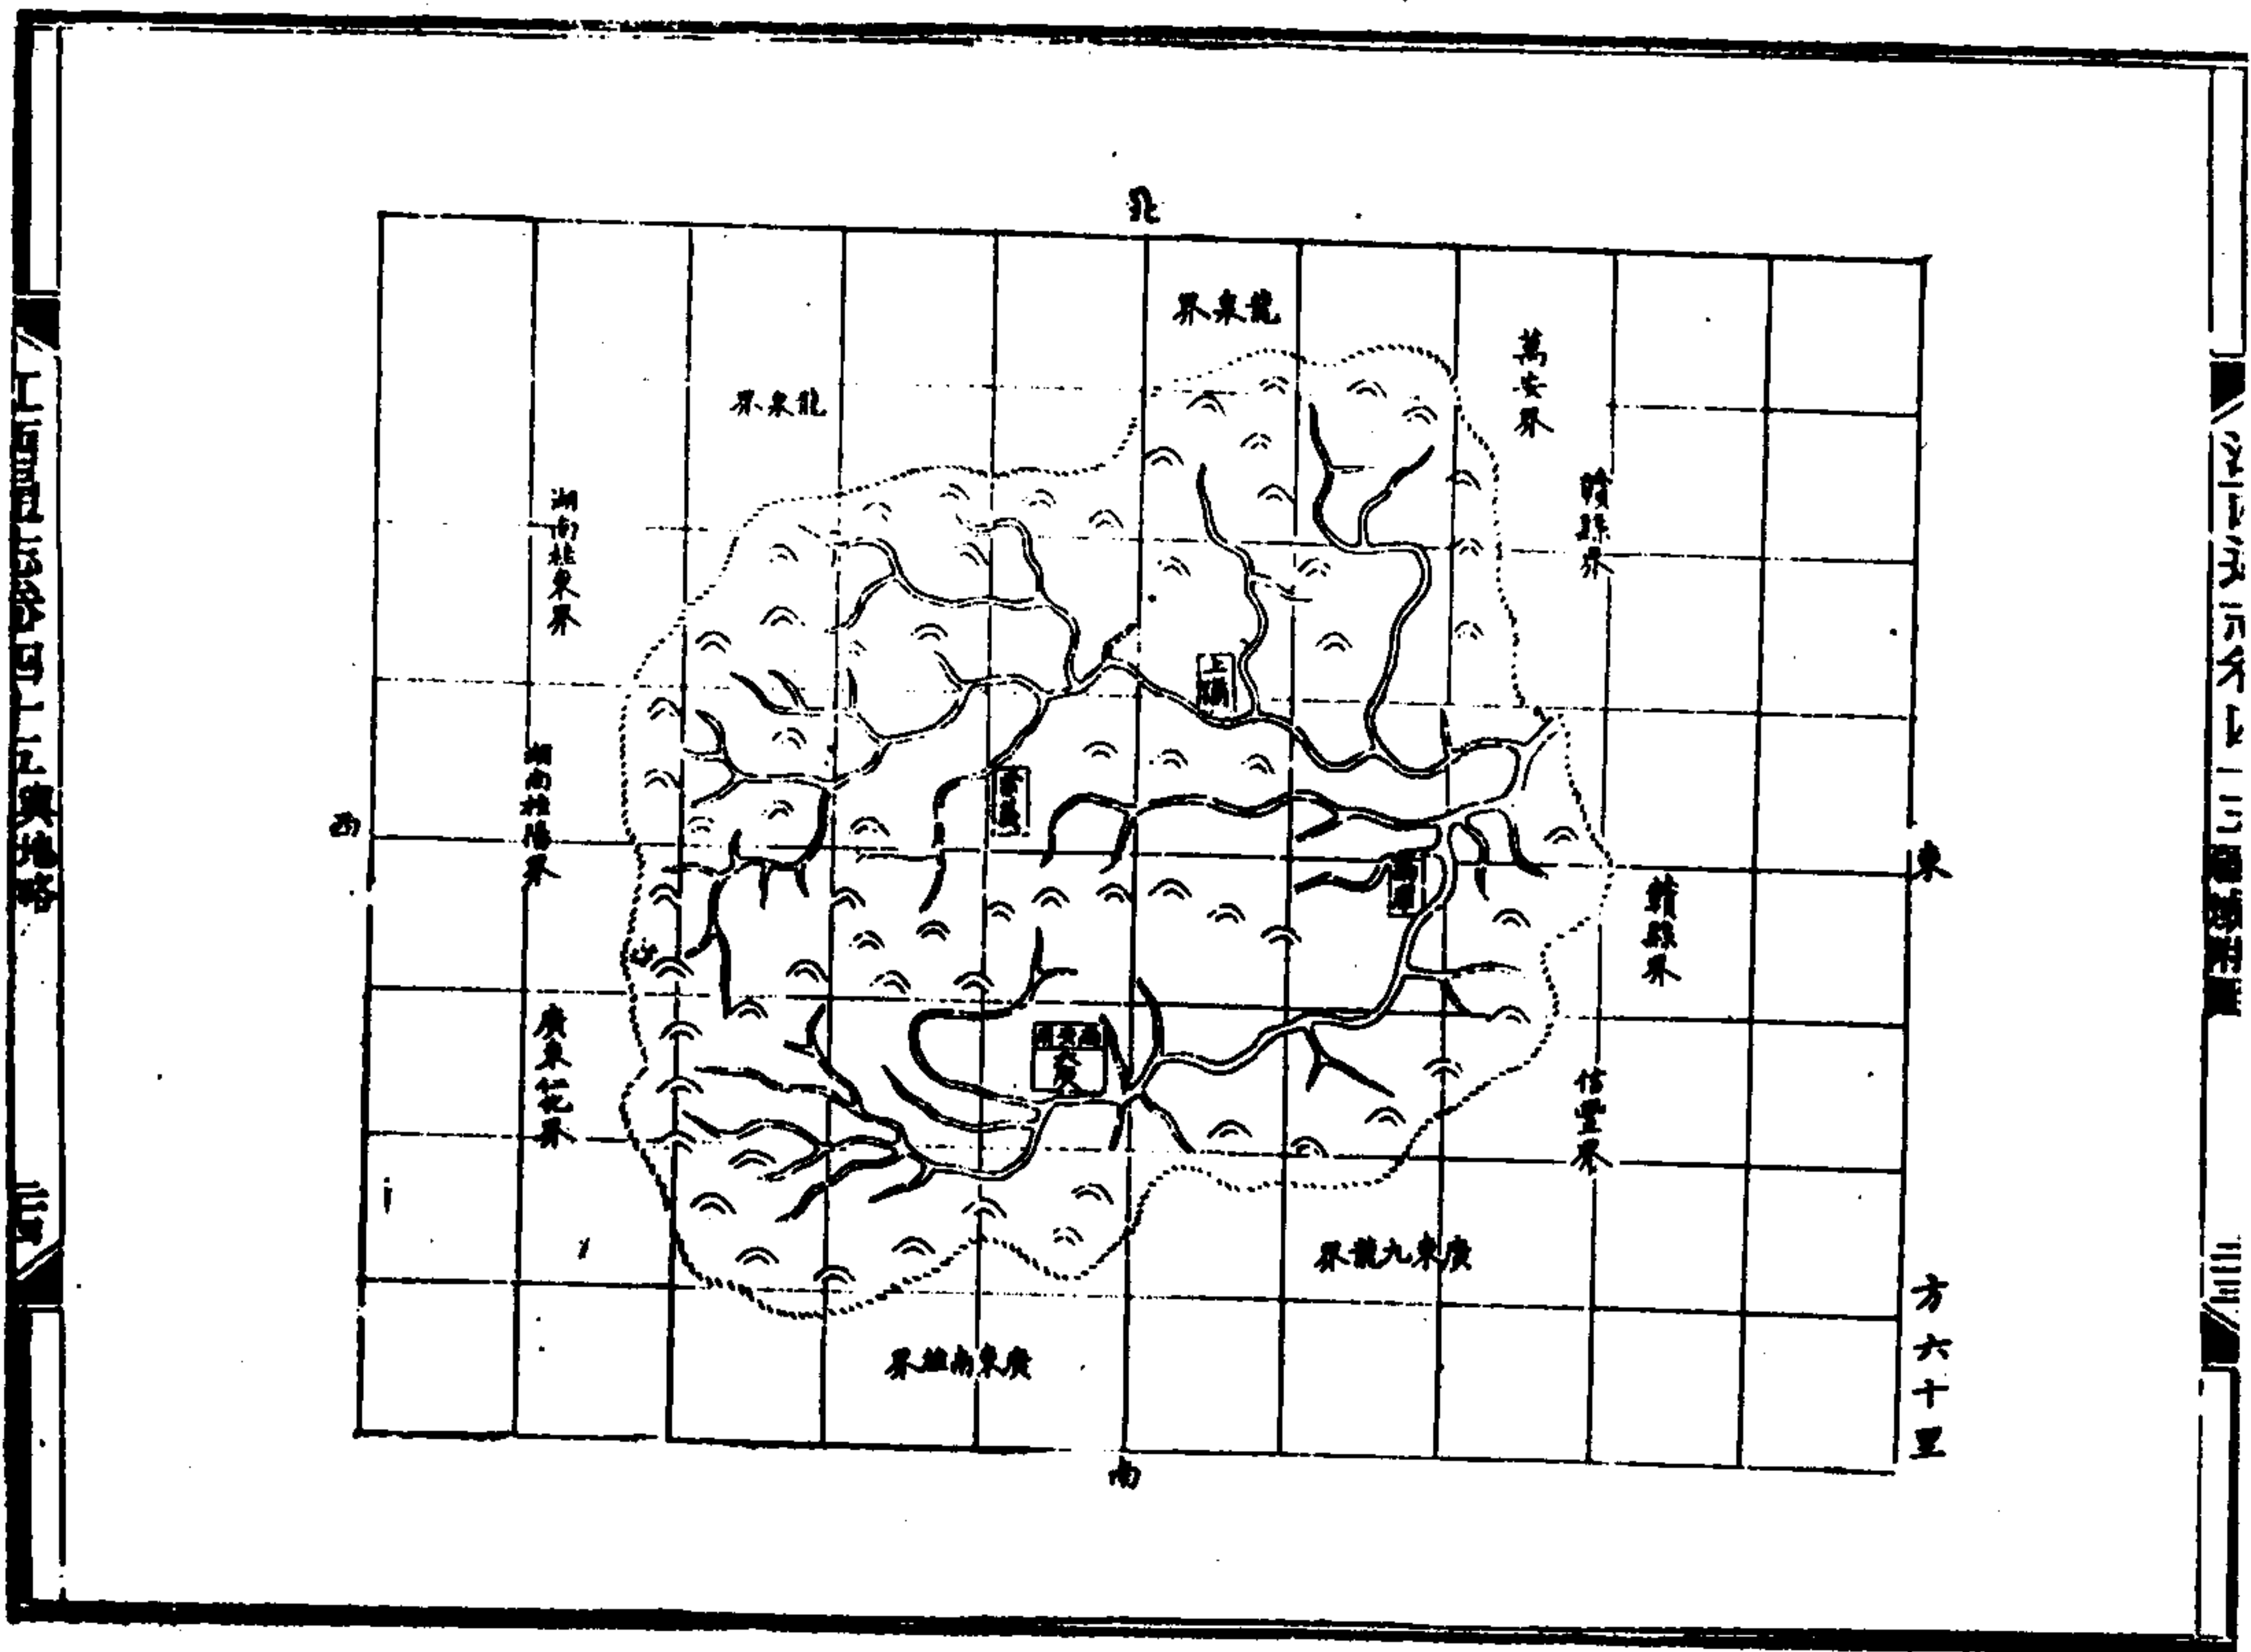 北
龍泉界
萬安界
龍泉界
贛縣界
湖南桂東界
上猶
湖南桂陽界
崇義
西
東
南康
贛縣界
廣東仁化界
南安府
大庾
信豐界
廣東九龍界
方六十里
廣東南雄界
南
輿地略